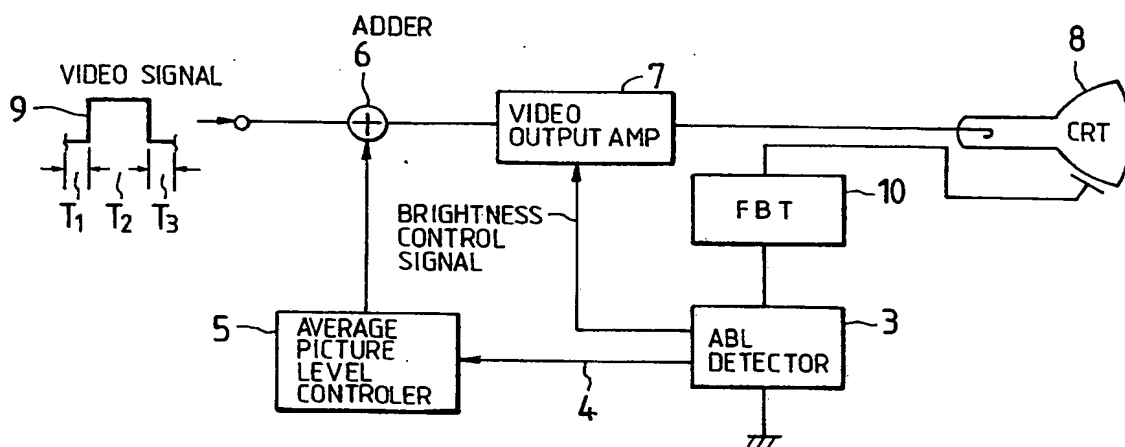 ADDER
6
VIDEO SIGNAL
9
T1 T2 T3
7
VIDEO
OUTPUT AMP
8
CRT
10
FBT
BRIGHTNESS
CONTROL
SIGNAL
5
AVERAGE
PICTURE
LEVEL
CONTROLER
4
3
ABL
DETECTOR